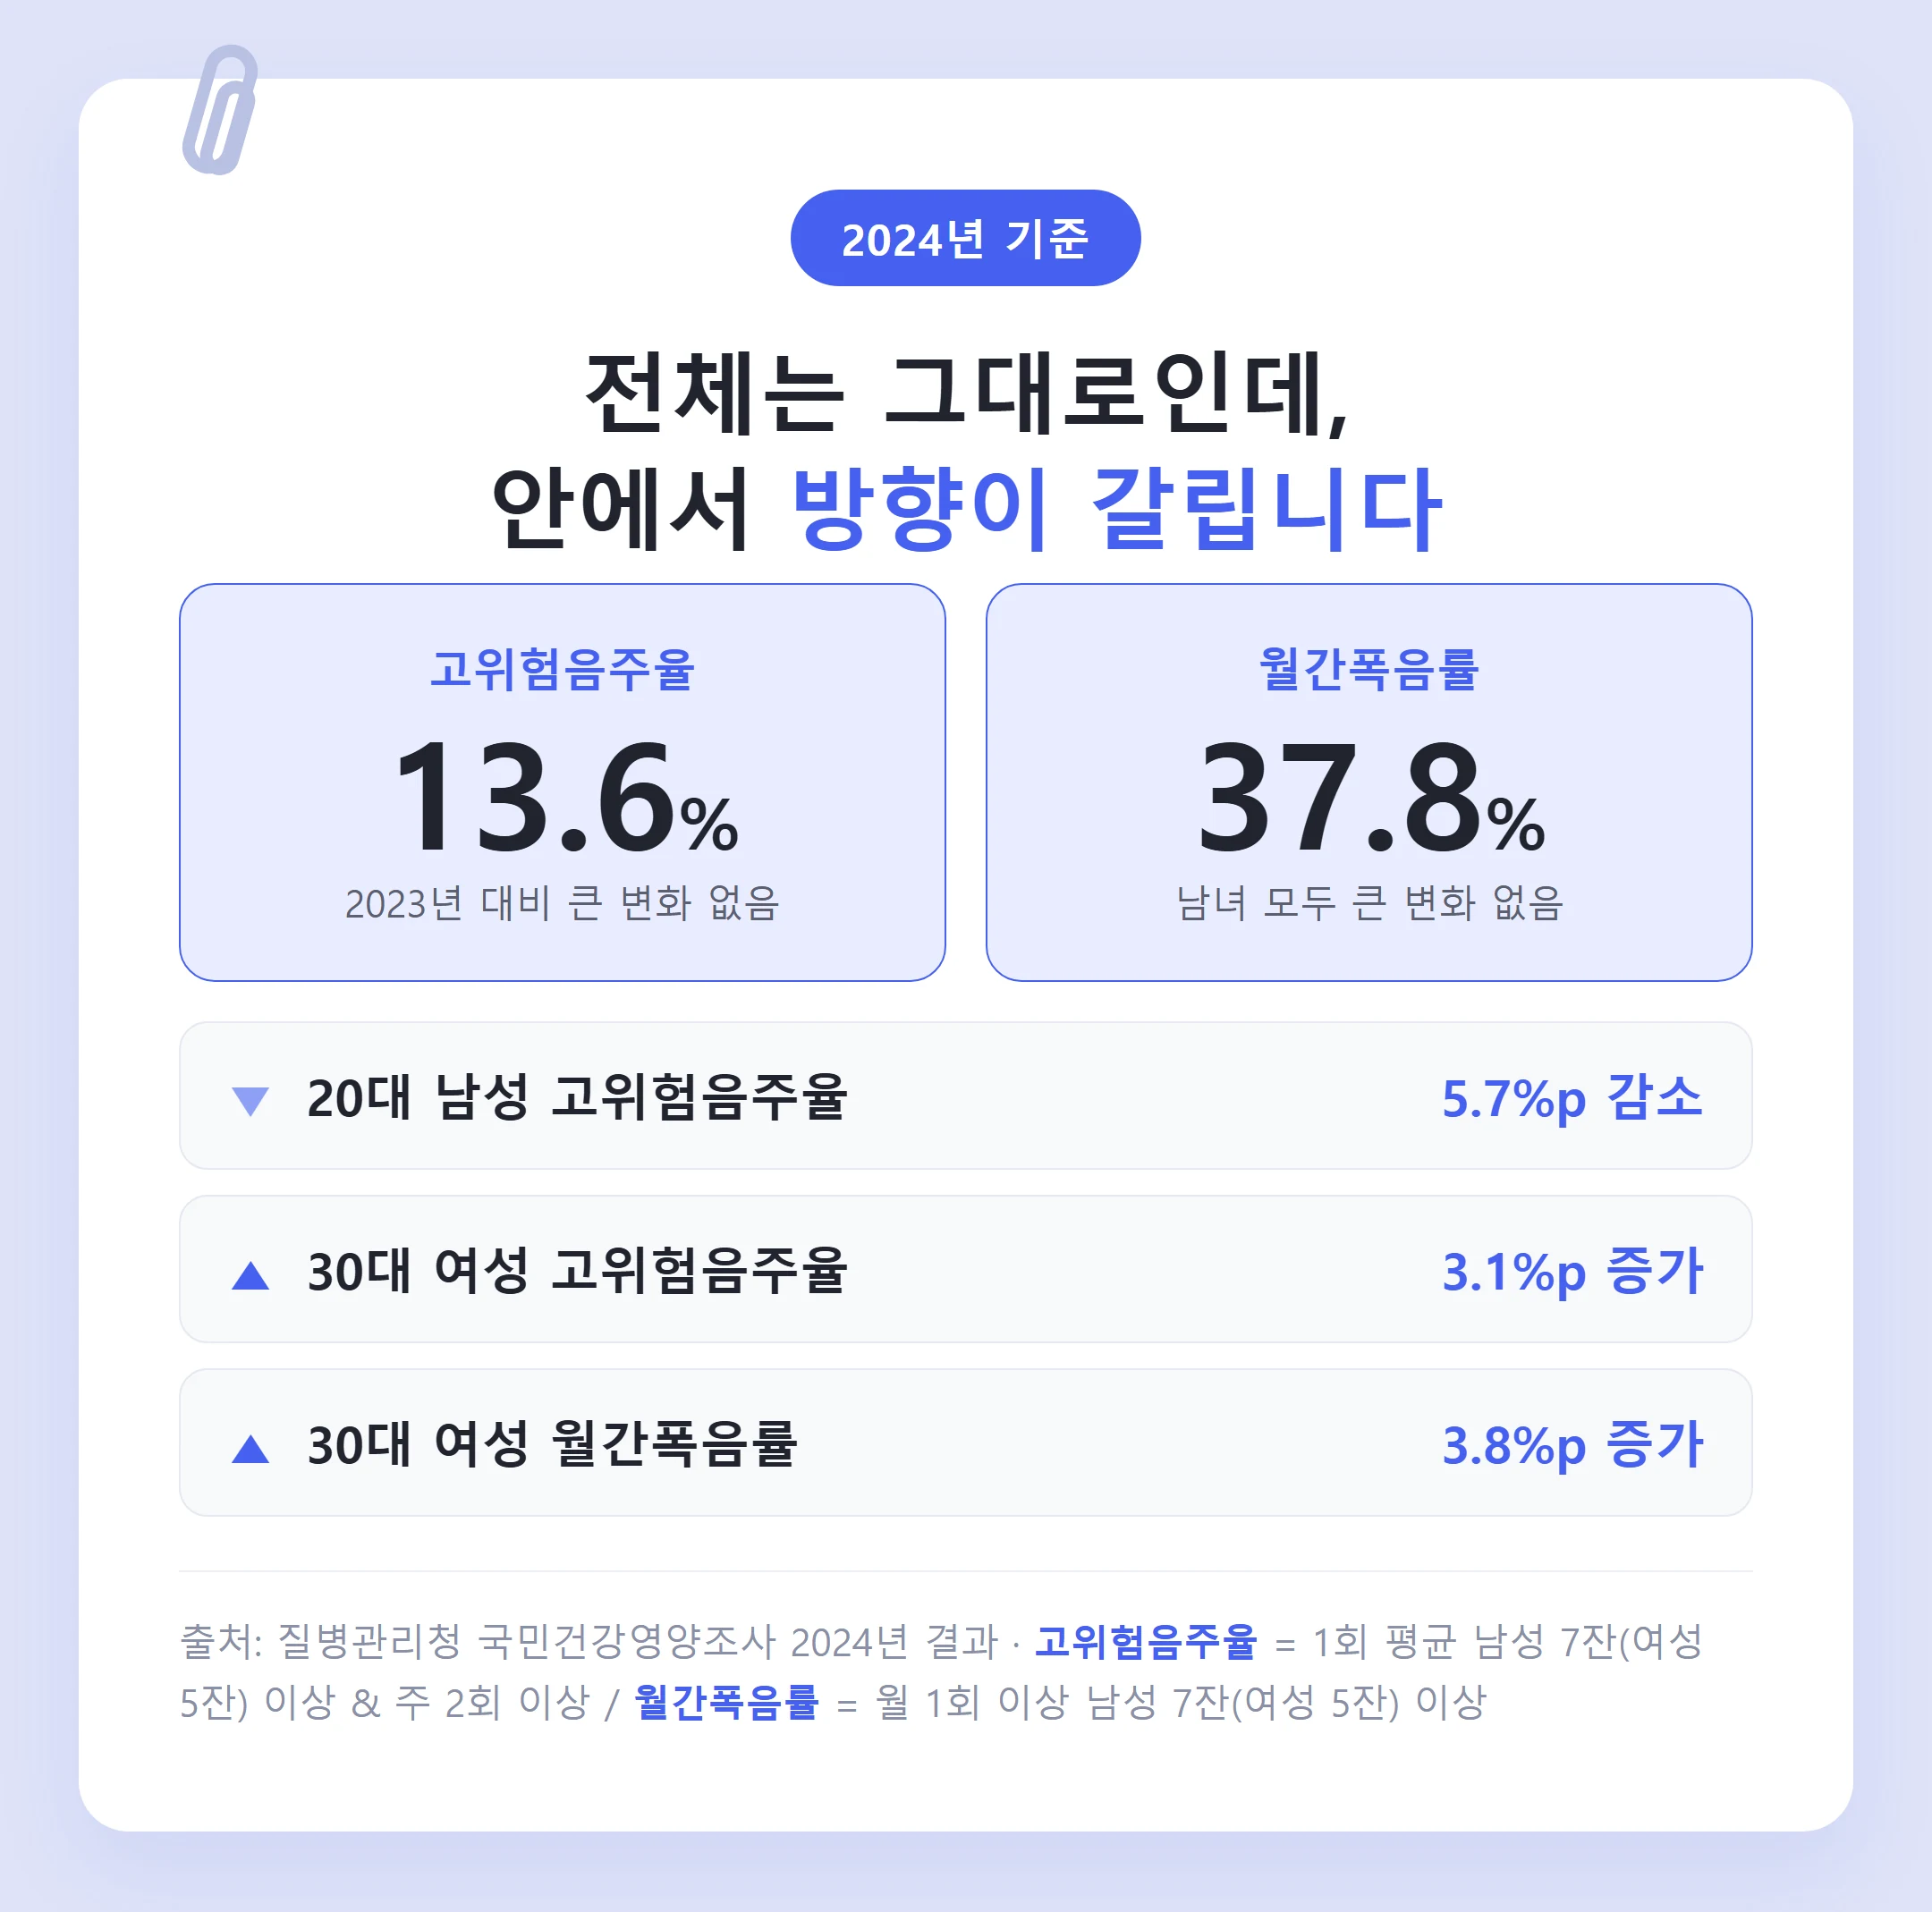 2024년 기준
전체는 그대로인데,
안에서 방향이 갈립니다
고위험음주율
13.6%
2023년 대비 큰 변화 없음
월간폭음률
37.8%
남녀 모두 큰 변화 없음
▼ 20대 남성 고위험음주율 5.7%p 감소
▲ 30대 여성 고위험음주율 3.1%p 증가
▲ 30대 여성 월간폭음률 3.8%p 증가
출처: 질병관리청 국민건강영양조사 2024년 결과 · 고위험음주율 = 1회 평균 남성 7잔(여성
5잔) 이상 & 주 2회 이상 / 월간폭음률 = 월 1회 이상 남성 7잔(여성 5잔) 이상